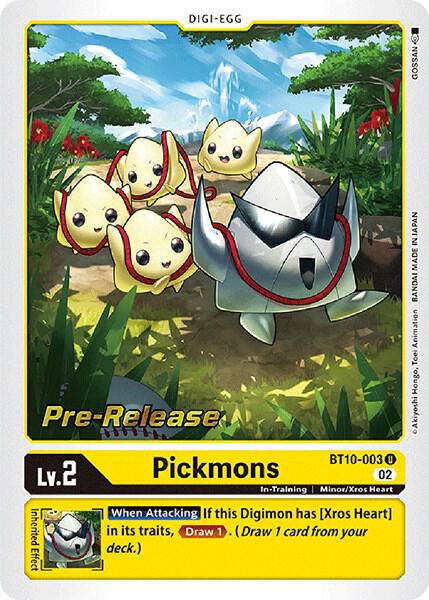 DIGI-EGG
GOSSAN
© Akiyoshi Hongo, Toei Animation BANDAI MADE IN JAPAN
Pre-Release
BT10-003 U
02
Lv.2
Pickmons
In-Training | Minor/Xros Heart
Inherited Effect
When Attacking If this Digimon has [Xros Heart]
in its traits, Draw 1. (Draw 1 card from your
deck.)